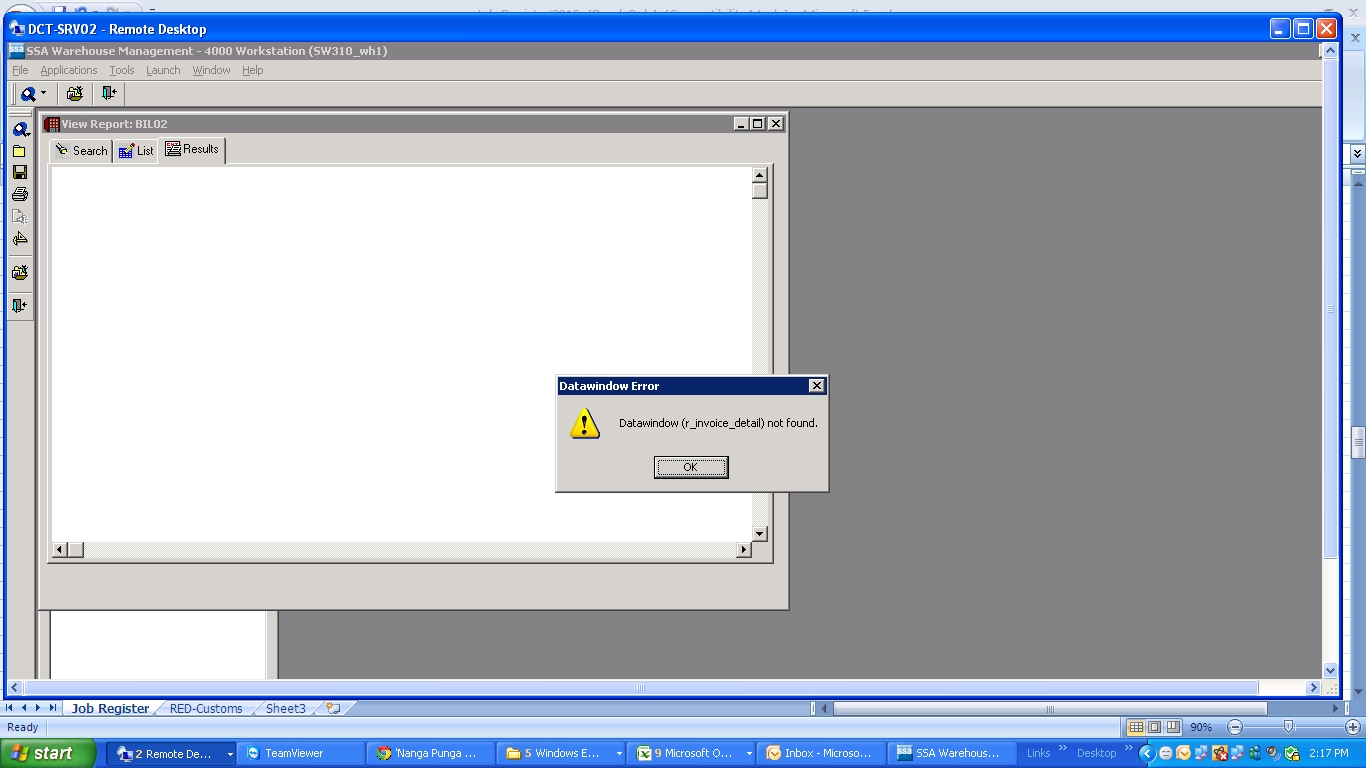 DCT-SRV02 - Remote Desktop
SSA Warehouse Management - 4000 Workstation (SW310_wh1)
File Applications Tools Launch Window Help
View Report: BIL02
Search List Results
Datawindow Error
Datawindow (r_invoice_detail) not found.
OK
Job Register RED-Customs Sheet3
Ready 90%
start 2 Remote De... TeamViewer 'Nanga Punga ... 5 Windows E... 9 Microsoft O... Inbox - Microso... SSA Warehous... Links » Desktop » 2:17 PM